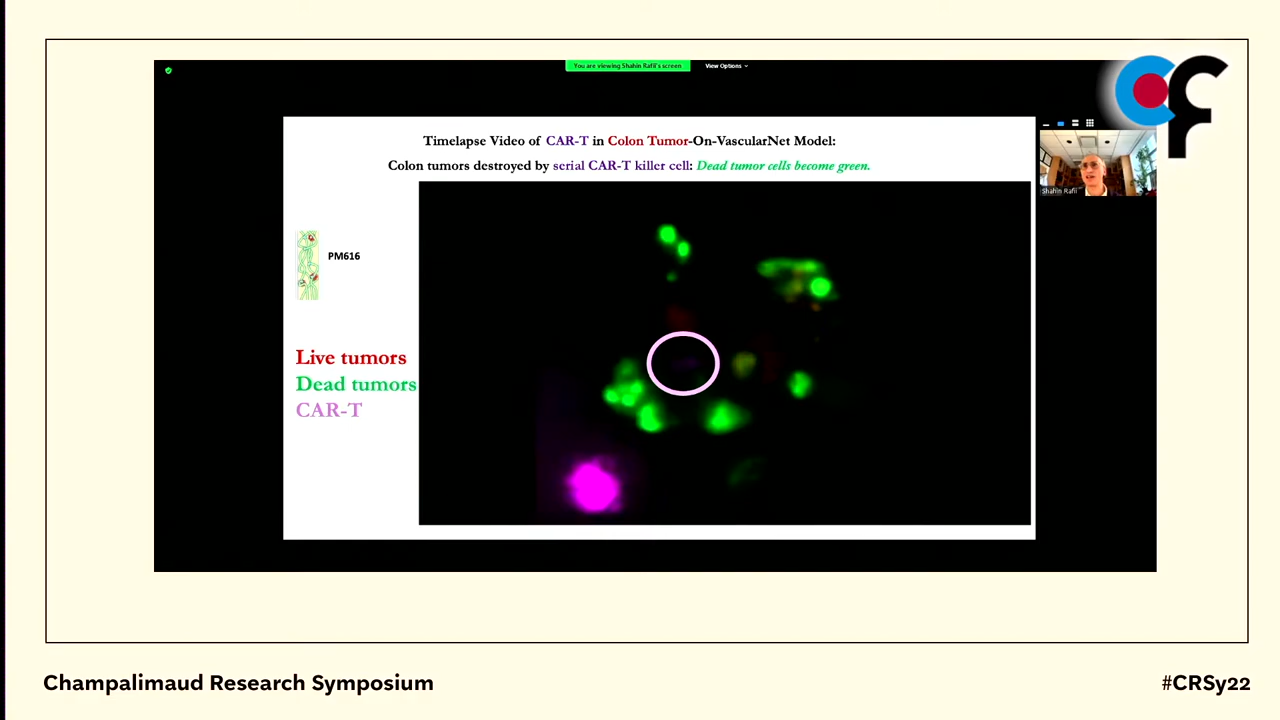 You are viewing Shahin Rafii's screen
View Options
Timelapse Video of CAR-T in Colon Tumor-On-VascularNet Model:
Colon tumors destroyed by serial CAR-T killer cell: Dead tumor cells become green.
Shahin Rafii
PM616
Live tumors
Dead tumors
CAR-T
Champalimaud Research Symposium
#CRSy22